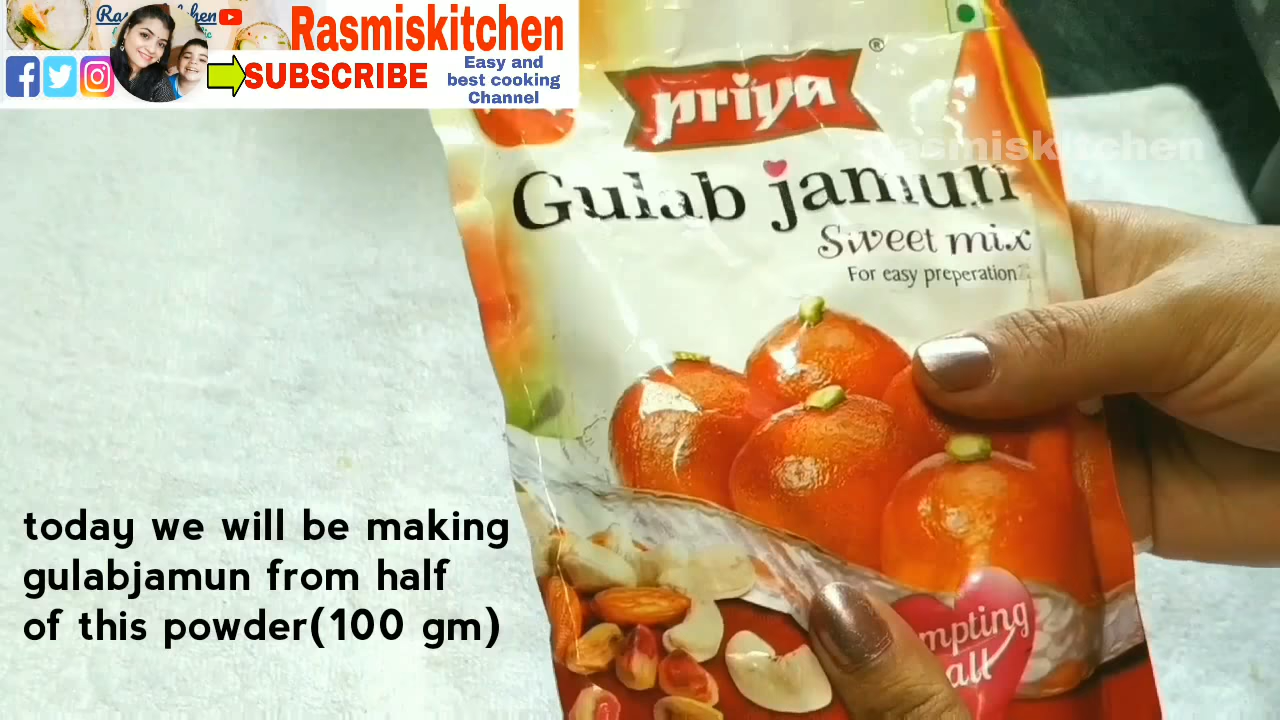 Rasmiskitchen
SUBSCRIBE
Easy and
best cooking
Channel
priya
®
Gulab jamun
Sweet mix
For easy preperation
rasmiskitchen
today we will be making
gulabjamun from half
of this powder(100 gm)